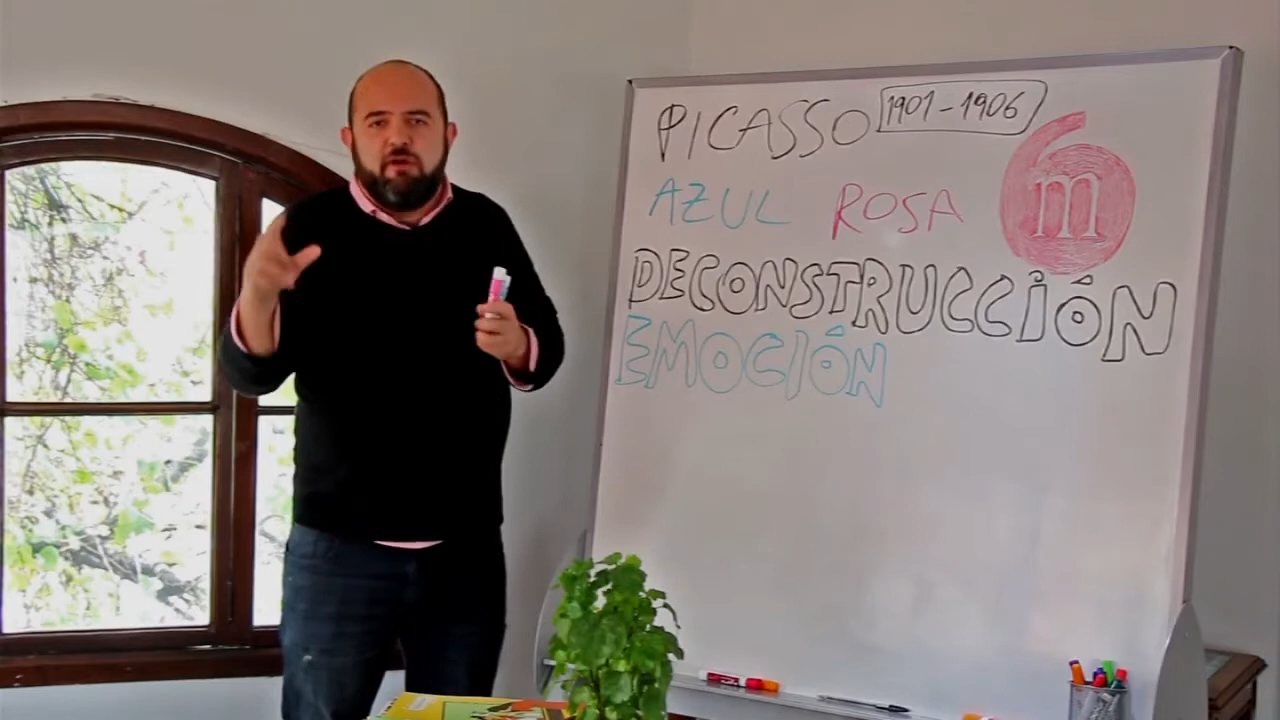 PICASSO 1901-1906
AZUL ROSA
m
DECONSTRUCCIÓN
EMOCIÓN